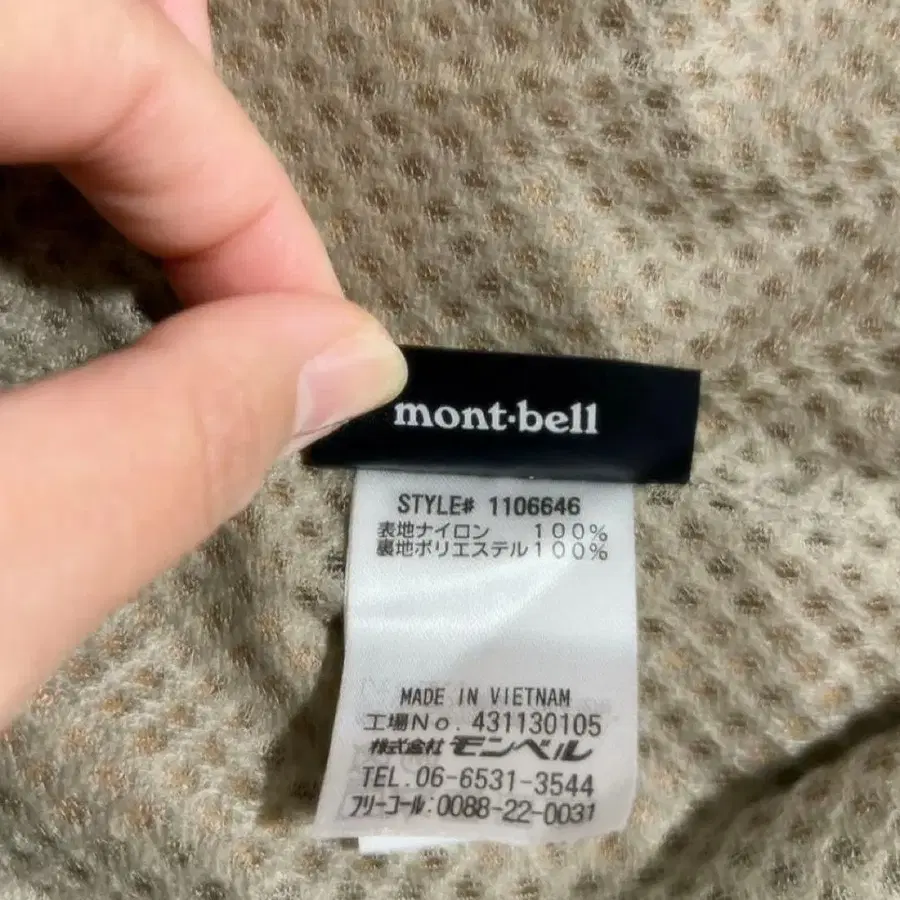 mont·bell
STYLE# 1106646
表地ナイロン 100%
裏地ポリエステル100%
MADE IN VIETNAM
工場No. 431130105
株式会社 モンベル
TEL.06-6531-3544
フリーコール:0088-22-0031